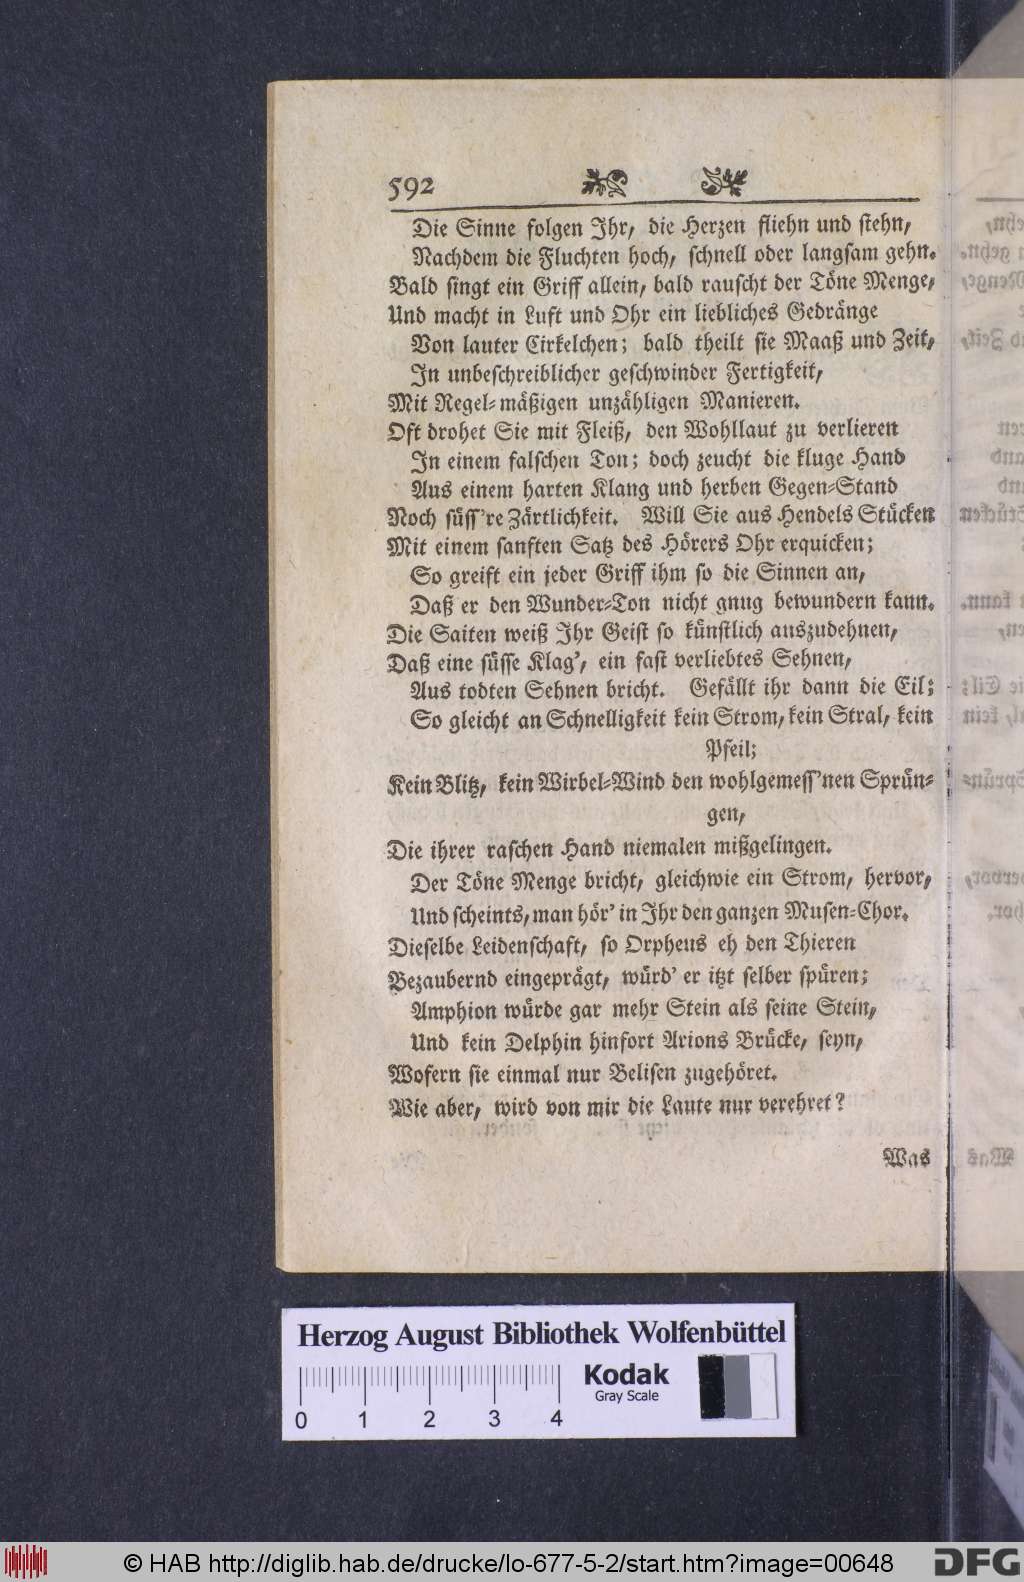 592
Die Sinne folgen Ihr, die Herzen fliehn und stehn,
Nachdem die Fluchten hoch, schnell oder langsam gehn.
Bald singt ein Griff allein, bald rauscht der Töne Menge,
Und macht in Luft und Ohr ein liebliches Gedränge
Von lauter Cirkelchen; bald theilt sie Maaß und Zeit,
In unbeschreiblicher geschwinder Fertigkeit,
Mit Regel-mäßigen unzähligen Manieren.
Oft drohet Sie mit Fleiß, den Wohllaut zu verlieren
In einem falschen Ton; doch zeucht die kluge Hand
Aus einem harten Klang und herben Gegen-Stand
Noch süss're Zärtlichkeit. Will Sie aus Hendels Stücken
Mit einem sanften Satz des Hörers Ohr erquicken;
So greift ein jeder Griff ihm so die Sinnen an,
Daß er den Wunder-Ton nicht gnug bewundern kann.
Die Saiten weiß Ihr Geist so künstlich auszudehnen,
Daß eine süsse Klag', ein fast verliebtes Sehnen,
Aus todten Sehnen bricht. Gefällt ihr dann die Eil;
So gleicht an Schnelligkeit kein Strom, kein Stral, kein
Pfeil;
Kein Blitz, kein Wirbel-Wind den wohlgemess'nen Sprün-
gen,
Die ihrer raschen Hand niemalen mißgelingen.
Der Töne Menge bricht, gleichwie ein Strom, hervor,
Und scheints, man hör' in Ihr den ganzen Musen-Chor.
Dieselbe Leidenschaft, so Orpheus eh den Thieren
Bezaubernd eingeprägt, würd' er itzt selber spüren;
Amphion würde gar mehr Stein als seine Stein,
Und kein Delphin hinfort Arions Brücke, seyn,
Wofern sie einmal nur Belisen zugehöret.
Wie aber, wird von mir die Laute nur verehret?
Was
Herzog August Bibliothek Wolfenbüttel
0 1 2 3 4
Kodak
Gray Scale
© HAB http://diglib.hab.de/drucke/lo-677-5-2/start.htm?image=00648
DFG